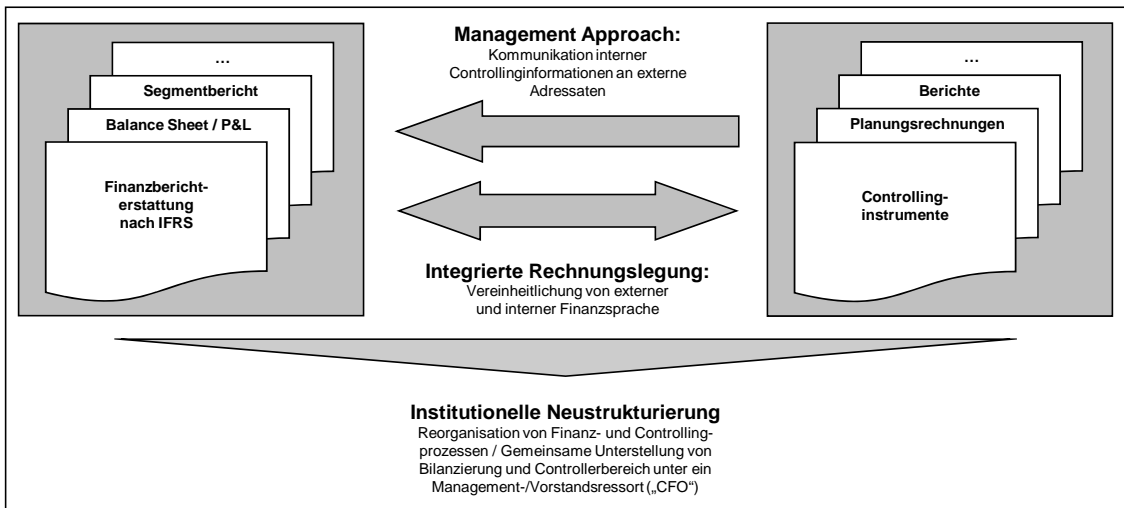 …
Segmentbericht
Balance Sheet / P&L
Finanzbericht-
erstattung
nach IFRS
Management Approach:
Kommunikation interner
Controllinginformationen an externe
Adressaten
Integrierte Rechnungslegung:
Vereinheitlichung von externer
und interner Finanzsprache
…
Berichte
Planungsrechnungen
Controlling-
instrumente
Institutionelle Neustrukturierung
Reorganisation von Finanz- und Controlling-
prozessen / Gemeinsame Unterstellung von
Bilanzierung und Controllerbereich unter ein
Management-/Vorstandsressort („CFO“)